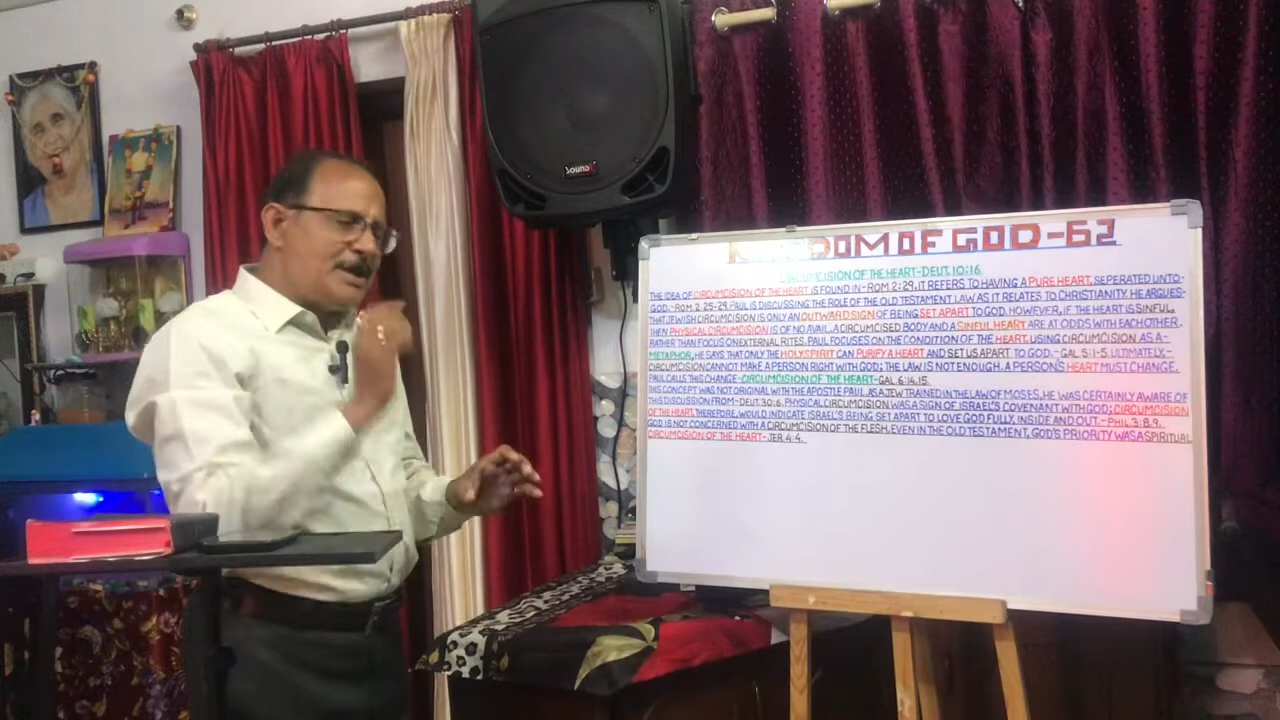 Sound
DOM OF GOD-62
CIRCUMCISION OF THE HEART-DEUT. 10:16.
THE IDEA OF CIRCUMCISION OF THE HEART IS FOUND IN-ROM. 2:29. IT REFERS TO HAVING A PURE HEART, SEPERATED UNTO-
GOD.-ROM. 2:25-29. PAUL IS DISCUSSING THE ROLE OF THE OLD TESTAMENT LAW AS IT RELATES TO CHRISTIANITY. HE ARGUES-
THAT JEWISH CIRCUMCISION IS ONLY AN OUTWARD SIGN OF BEING SET APART TO GOD. HOWEVER, IF THE HEART IS SINFUL,
THEN PHYSICAL CIRCUMCISION IS OF NO AVAIL. A CIRCUMCISED BODY AND A SINFUL HEART ARE AT ODDS WITH EACH OTHER.
RATHER THAN FOCUS ON EXTERNAL RITES, PAUL FOCUSES ON THE CONDITION OF THE HEART. USING CIRCUMCISION AS A-
METAPHOR, HE SAYS THAT ONLY THE HOLY SPIRIT CAN PURIFY A HEART AND SET US APART TO GOD.-GAL. 5:1-5. ULTIMATELY,-
CIRCUMCISION CANNOT MAKE A PERSON RIGHT WITH GOD; THE LAW IS NOT ENOUGH. A PERSON'S HEART MUST CHANGE.
PAUL CALLS THIS CHANGE-CIRCUMCISION OF THE HEART-GAL. 6:14,15.
THIS CONCEPT WAS NOT ORIGINAL WITH THE APOSTLE PAUL. AS A JEW TRAINED IN THE LAW OF MOSES, HE WAS CERTAINLY AWARE OF
THIS DISCUSSION FROM-DEUT. 30:6. PHYSICAL CIRCUMCISION WAS A SIGN OF ISRAEL'S COVENANT WITH GOD; CIRCUMCISION
OF THE HEART, THEREFORE, WOULD INDICATE ISRAEL'S BEING SET APART TO LOVE GOD FULLY, INSIDE AND OUT.-PHIL. 3:8,9.
GOD IS NOT CONCERNED WITH A CIRCUMCISION OF THE FLESH. EVEN IN THE OLD TESTAMENT, GOD'S PRIORITY WAS A SPIRITUAL
CIRCUMCISION OF THE HEART-JER. 4:4.